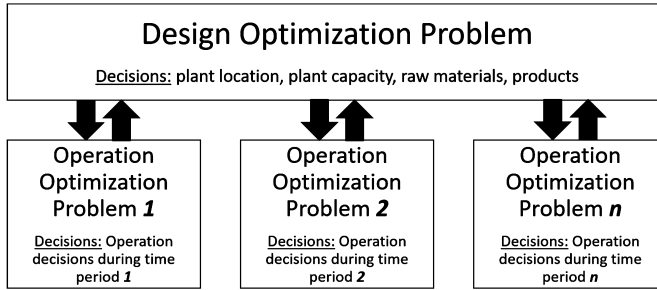 Design Optimization Problem
Decisions: plant location, plant capacity, raw materials, products
Operation
Optimization
Problem 1
Decisions: Operation
decisions during time
period 1
Operation
Optimization
Problem 2
Decisions: Operation
decisions during time
period 2
Operation
Optimization
Problem n
Decisions: Operation
decisions during time
period n